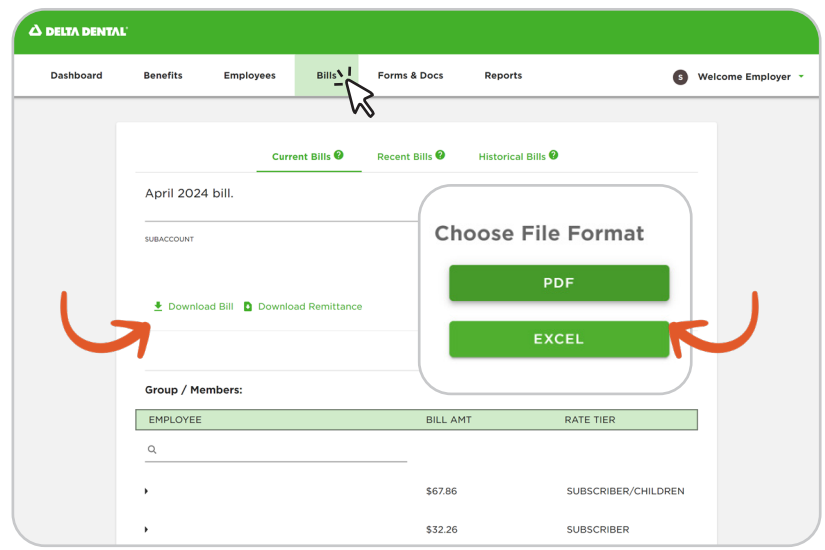 DELTA DENTAL
Dashboard Benefits Employees Bills Forms & Docs Reports S Welcome Employer
Current Bills ? Recent Bills ? Historical Bills ?
April 2024 bill.
SUBACCOUNT
Choose File Format
PDF
Download Bill Download Remittance
EXCEL
Group / Members:
EMPLOYEE BILL AMT RATE TIER
$67.86 SUBSCRIBER/CHILDREN
$32.26 SUBSCRIBER